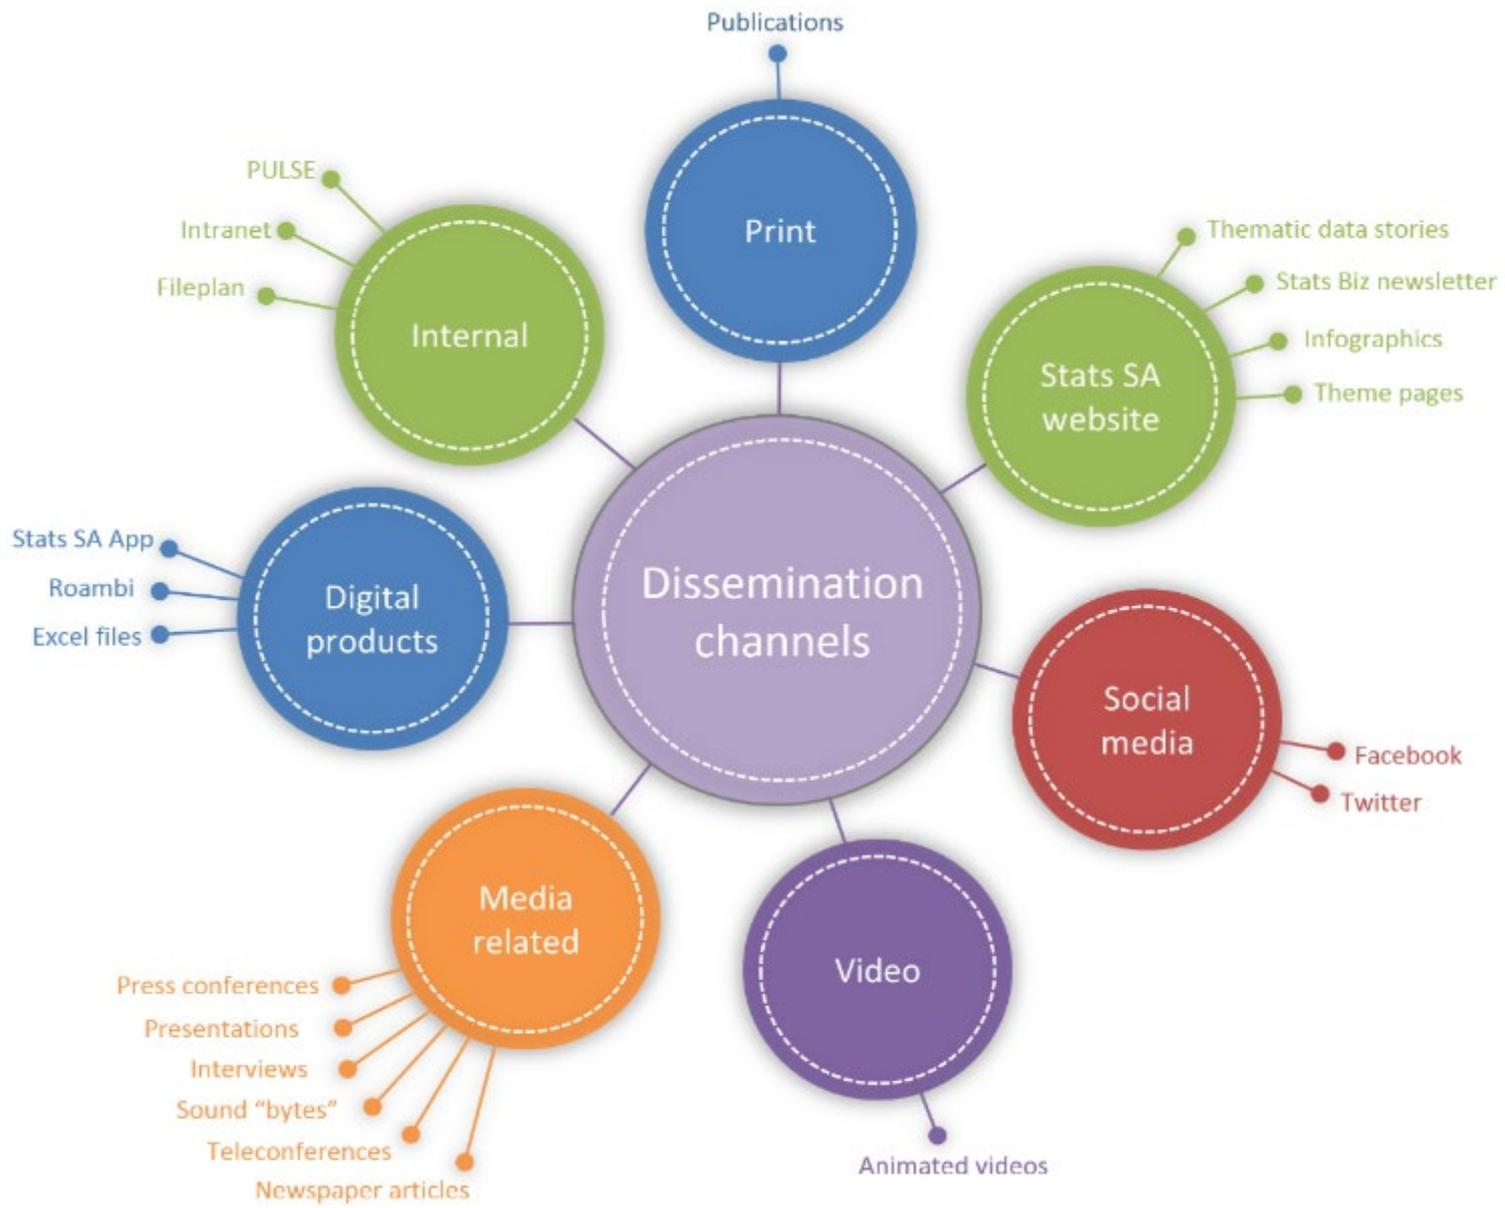 Publications
Print
PULSE
Intranet
Fileplan
Internal
Thematic data stories
Stats Biz newsletter
Infographics
Theme pages
Stats SA
website
Dissemination
channels
Stats SA App
Roambi
Excel files
Digital
products
Social
media
Facebook
Twitter
Media
related
Press conferences
Presentations
Interviews
Sound “bytes”
Teleconferences
Newspaper articles
Video
Animated videos